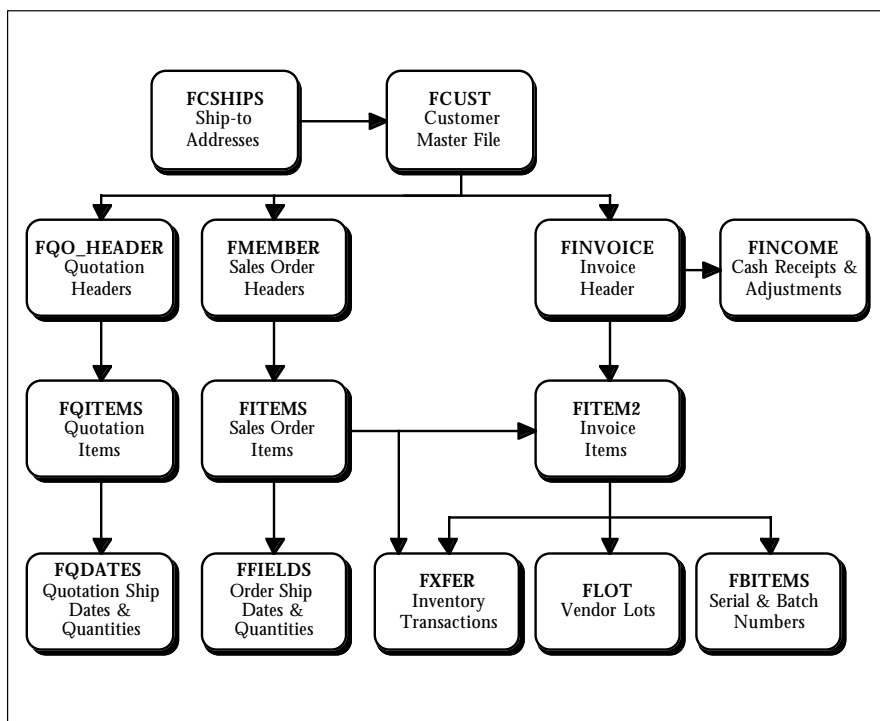 FCSHIPS
Ship-to
Addresses
FCUST
Customer
Master File
FQO_HEADER
Quotation
Headers
FMEMBER
Sales Order
Headers
FINVOICE
Invoice
Header
FINCOME
Cash Receipts &
Adjustments
FQITEMS
Quotation
Items
FITEMS
Sales Order
Items
FITEM2
Invoice
Items
FQDATES
Quotation Ship
Dates &
Quantities
FFIELDS
Order Ship
Dates &
Quantities
FXFER
Inventory
Transactions
FLOT
Vendor Lots
FBITEMS
Serial & Batch
Numbers